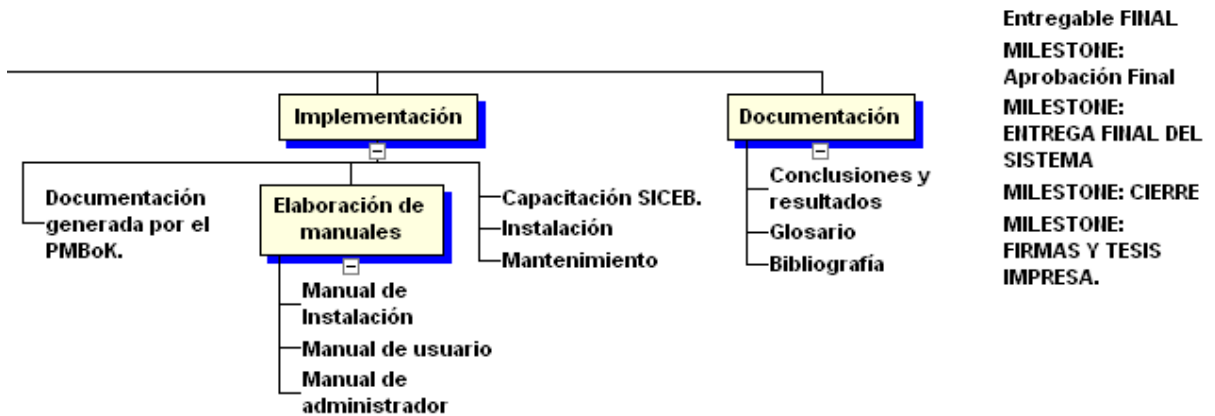 Implementación
Documentación
generada por el
PMBoK.
Elaboración de
manuales
Manual de
Instalación
Manual de usuario
Manual de
administrador
Capacitación SICEB.
Instalación
Mantenimiento
Documentación
Conclusiones y
resultados
Glosario
Bibliografía
Entregable FINAL
MILESTONE:
Aprobación Final
MILESTONE:
ENTREGA FINAL DEL
SISTEMA
MILESTONE: CIERRE
MILESTONE:
FIRMAS Y TESIS
IMPRESA.